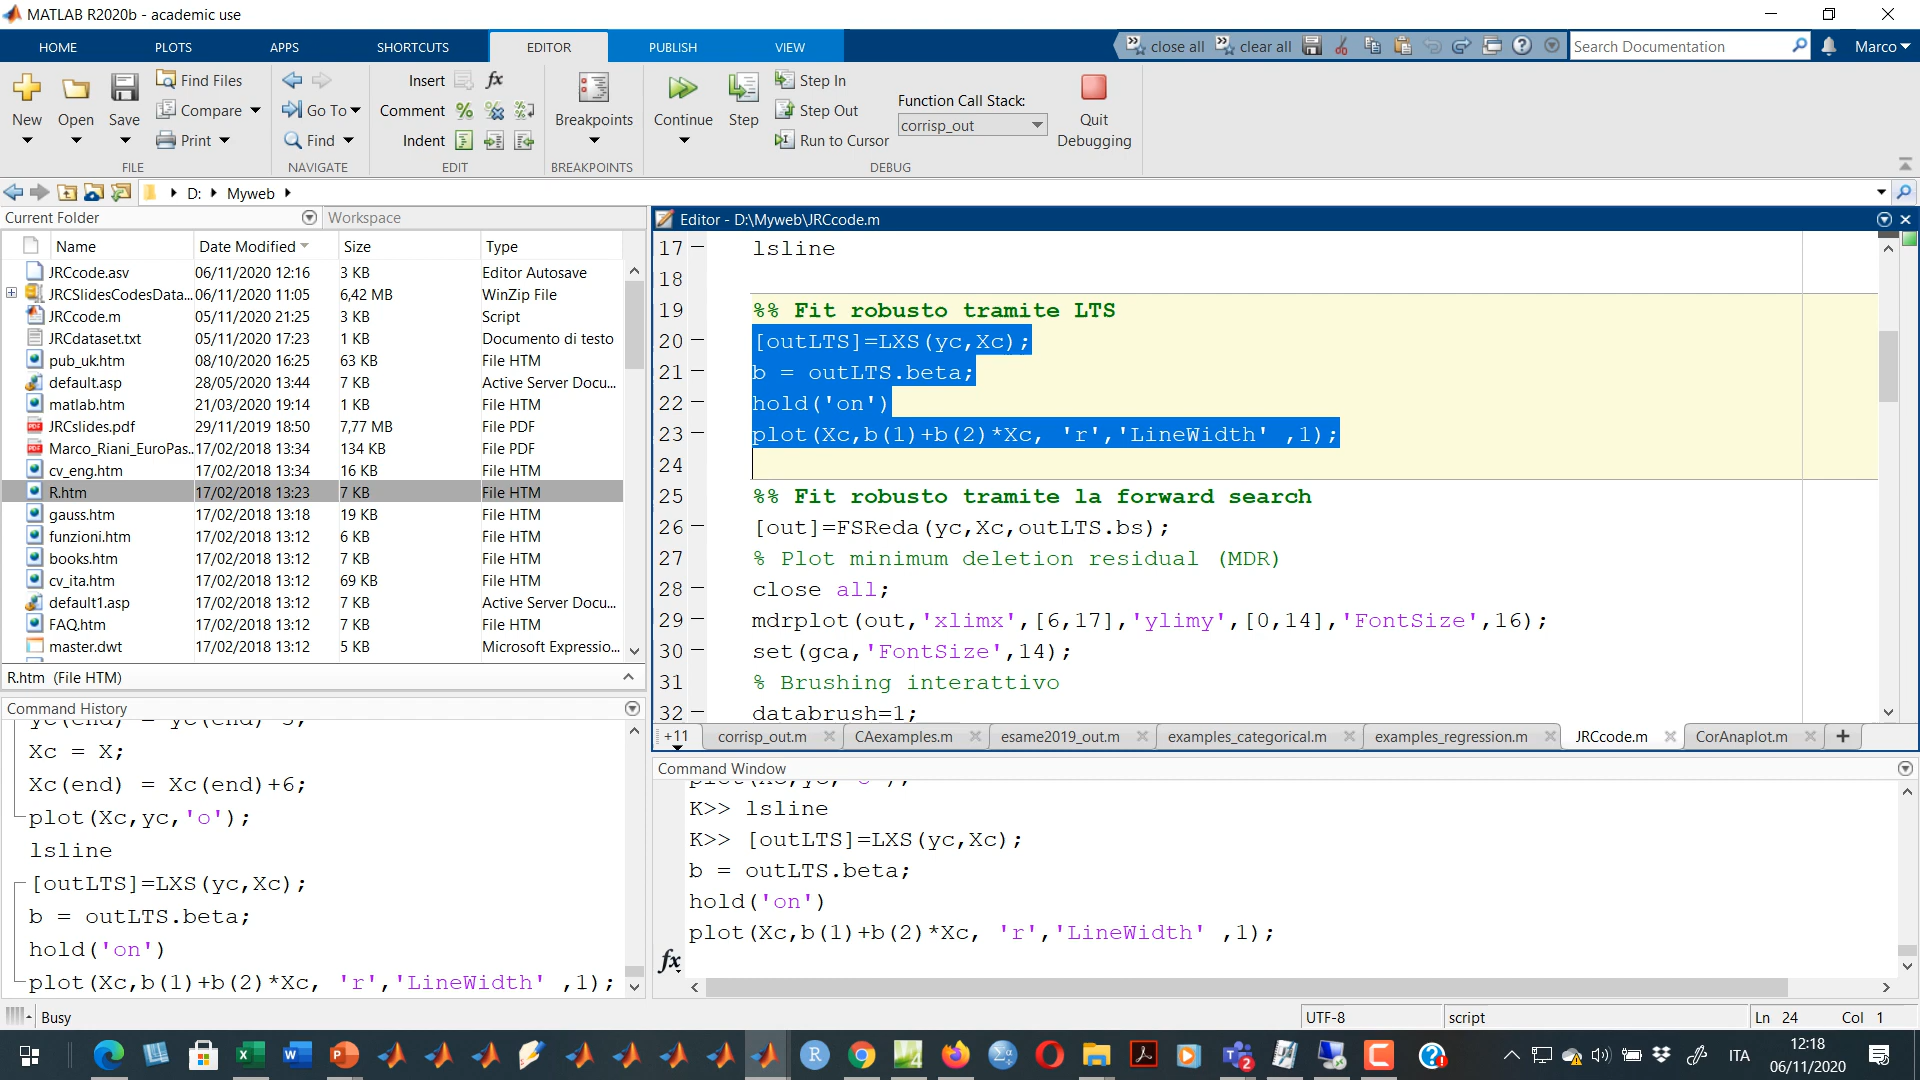 MATLAB R2020b - academic use
HOME PLOTS APPS SHORTCUTS EDITOR PUBLISH VIEW close all clear all Search Documentation Marco
New Open Save Find Files Compare Print
Go To Find
Insert Comment Indent
Breakpoints Continue Step Step In Step Out Run to Cursor
Function Call Stack:
corrisp_out
Quit Debugging
FILE NAVIGATE EDIT BREAKPOINTS DEBUG
D: Myweb
Current Folder Workspace
Name Date Modified Size Type
JRCcode.asv 06/11/2020 12:16 3 KB Editor Autosave
JRCSlidesCodesData... 06/11/2020 11:05 6,42 MB WinZip File
JRCcode.m 05/11/2020 21:25 3 KB Script
JRCdataset.txt 05/11/2020 17:23 1 KB Documento di testo
pub_uk.htm 08/10/2020 16:25 63 KB File HTM
default.asp 28/05/2020 13:44 7 KB Active Server Docu...
matlab.htm 21/03/2020 19:14 1 KB File HTM
JRCslides.pdf 29/11/2019 18:50 7,77 MB File PDF
Marco_Riani_EuroPas... 17/02/2018 13:34 134 KB File PDF
cv_eng.htm 17/02/2018 13:34 16 KB File HTM
R.htm 17/02/2018 13:23 7 KB File HTM
gauss.htm 17/02/2018 13:18 19 KB File HTM
funzioni.htm 17/02/2018 13:12 6 KB File HTM
books.htm 17/02/2018 13:12 7 KB File HTM
cv_ita.htm 17/02/2018 13:12 69 KB File HTM
default1.asp 17/02/2018 13:12 7 KB Active Server Docu...
FAQ.htm 17/02/2018 13:12 7 KB File HTM
master.dwt 17/02/2018 13:12 5 KB Microsoft Expressio...
R.htm (File HTM)
Command History
Xc = X;
Xc(end) = Xc(end)+6;
plot(Xc,yc,'o');
lsline
[outLTS]=LXS(yc,Xc);
b = outLTS.beta;
hold('on')
plot(Xc,b(1)+b(2)*Xc, 'r','LineWidth' ,1);
Editor - D:\Myweb\JRCcode.m
17 – lsline
18
19 %% Fit robusto tramite LTS
20 – [outLTS]=LXS(yc,Xc);
21 – b = outLTS.beta;
22 – hold('on')
23 – plot(Xc,b(1)+b(2)*Xc, 'r','LineWidth' ,1);
24
25 %% Fit robusto tramite la forward search
26 – [out]=FSReda(yc,Xc,outLTS.bs);
27 % Plot minimum deletion residual (MDR)
28 – close all;
29 – mdrplot(out,'xlimx',[6,17],'ylimy',[0,14],'FontSize',16);
30 – set(gca,'FontSize',14);
31 % Brushing interattivo
32 – databrush=1;
+11 corrisp_out.m CAexamples.m esame2019_out.m examples_categorical.m examples_regression.m JRCcode.m CorAnaplot.m +
Command Window
K>> lsline
K>> [outLTS]=LXS(yc,Xc);
b = outLTS.beta;
hold('on')
plot(Xc,b(1)+b(2)*Xc, 'r','LineWidth' ,1);
fx
Busy UTF-8 script Ln 24 Col 1
ITA 12:18
06/11/2020